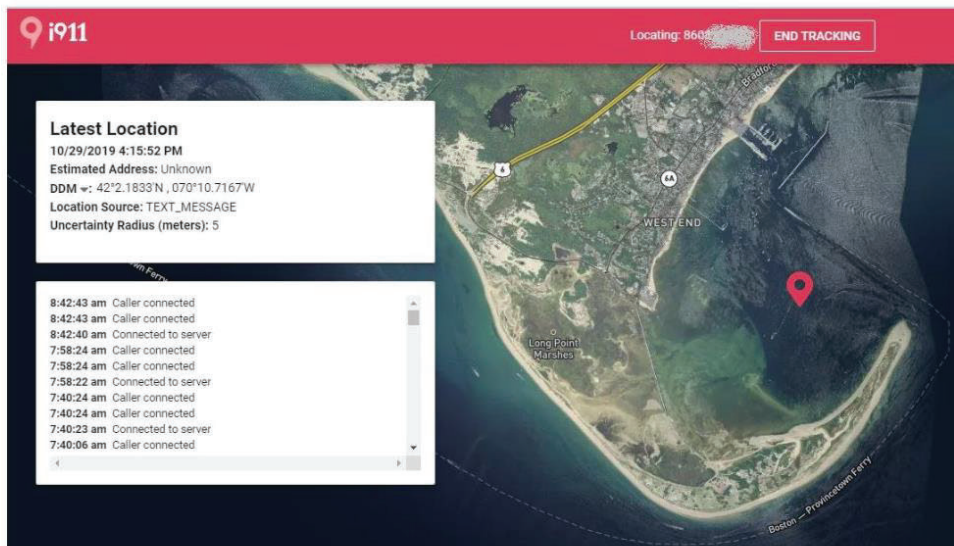 i911
Locating: 860
END TRACKING
Latest Location
10/29/2019 4:15:52 PM
Estimated Address: Unknown
DDM : 42°2.1833'N , 070°10.7167'W
Location Source: TEXT_MESSAGE
Uncertainty Radius (meters): 5
8:42:43 am Caller connected
8:42:43 am Caller connected
8:42:40 am Connected to server
7:58:24 am Caller connected
7:58:24 am Caller connected
7:58:22 am Connected to server
7:40:24 am Caller connected
7:40:24 am Caller connected
7:40:23 am Connected to server
7:40:06 am Caller connected
town Ferry
Bradfor
6
6A
WEST END
Long Point
Marshes
Boston — Provincetown Ferry